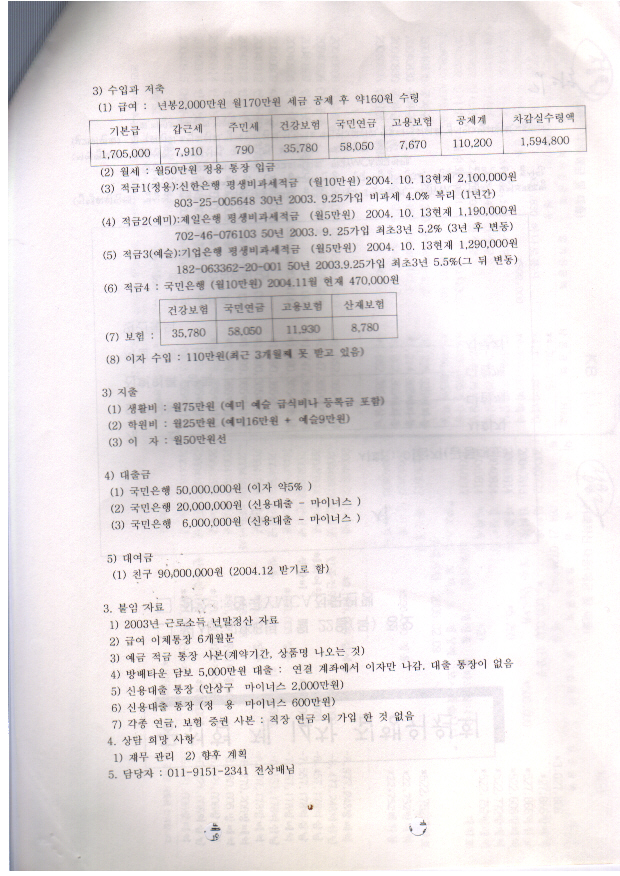 3) 수입과 저축
(1) 급여 : 년봉2,000만원 월170만원 세금 공제 후 약160원 수령
기본급 갑근세 주민세 건강보험 국민연금 고용보험 공제계 차감실수령액
1,705,000 7,910 790 35,780 58,050 7,670 110,200 1,594,800
(2) 월세 : 월50만원 정용 통장 입금
(3) 적금1(정용):신한은행 평생비과세적금 (월10만원) 2004. 10. 13현재 2,100,000원
803-25-005648 30년 2003. 9.25가입 비과세 4.0% 복리 (1년간)
(4) 적금2(예미):제일은행 평생비과세적금 (월5만원) 2004. 10. 13현재 1,190,000원
702-46-076103 50년 2003. 9. 25가입 최초3년 5.2% (3년 후 변동)
(5) 적금3(예슬):기업은행 평생비과세적금 (월5만원) 2004. 10. 13현재 1,290,000원
182-063362-20-001 50년 2003.9.25가입 최초3년 5.5%(그 뒤 변동)
(6) 적금4 : 국민은행 (월10만원) 2004.11월 현재 470,000원
건강보험 국민연금 고용보험 산재보험
(7) 보험 : 35,780 58,050 11,930 8,780
(8) 이자 수입 : 110만원(최근 3개월째 못 받고 있음)
3) 지출
(1) 생활비 : 월75만원 (예미 예슬 급식비나 등록금 포함)
(2) 학원비 : 월25만원 (예미16만원 + 예슬9만원)
(3) 이 자 : 월50만원선
4) 대출금
(1) 국민은행 50,000,000원 (이자 약5% )
(2) 국민은행 20,000,000원 (신용대출 - 마이너스 )
(3) 국민은행 6,000,000원 (신용대출 - 마이너스 )
5) 대여금
(1) 친구 90,000,000원 (2004.12 받기로 함)
3. 붙임 자료
1) 2003년 근로소득 년말정산 자료
2) 급여 이체통장 6개월분
3) 예금 적금 통장 사본(계약기간, 상품명 나오는 것)
4) 방배타운 담보 5,000만원 대출 : 연결 계좌에서 이자만 나감, 대출 통장이 없음
5) 신용대출 통장 (안상구 마이너스 2,000만원)
6) 신용대출 통장 (정 용 마이너스 600만원)
7) 각종 연금, 보험 증권 사본 : 직장 연금 외 가입 한 것 없음
4. 상담 희망 사항
1) 재무 관리 2) 향후 계획
5. 담당자 : 011-9151-2341 전상배님